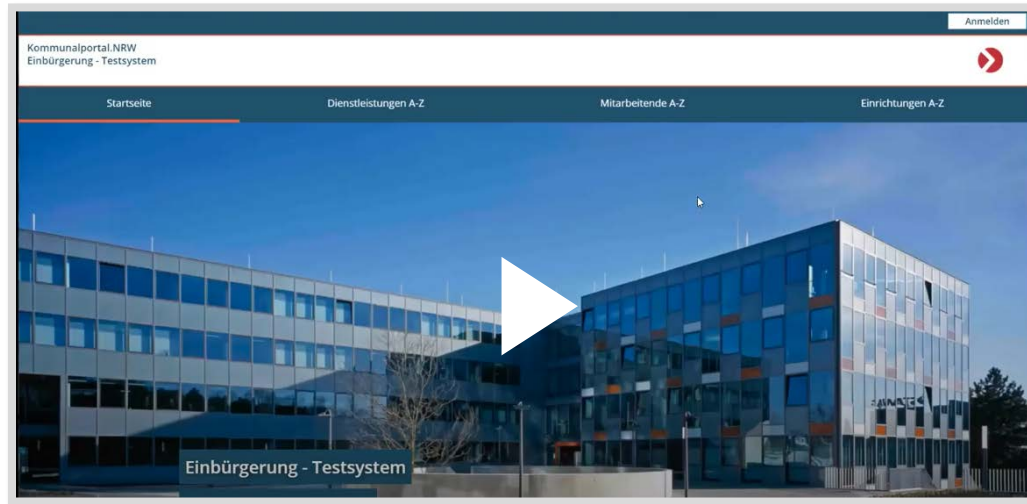 Anmelden
Kommunalportal.NRW
Einbürgerung - Testsystem
Startseite
Dienstleistungen A-Z
Mitarbeitende A-Z
Einrichtungen A-Z
Einbürgerung - Testsystem